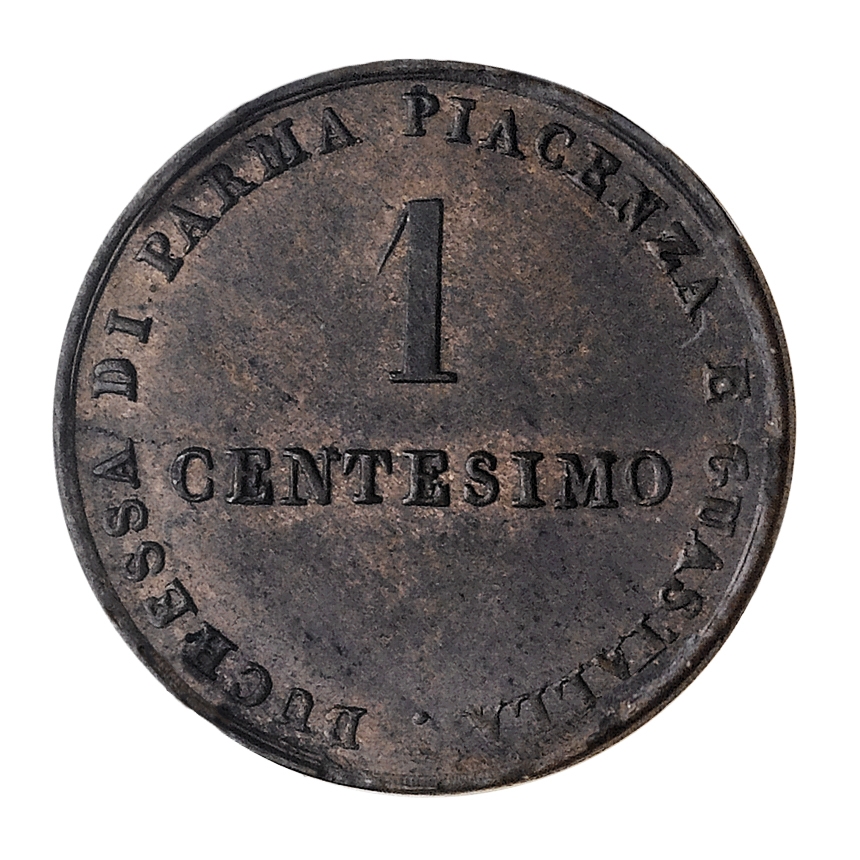 DUCHESSA DI PARMA PIACENZA E GUASTALLA
1
CENTESIMO